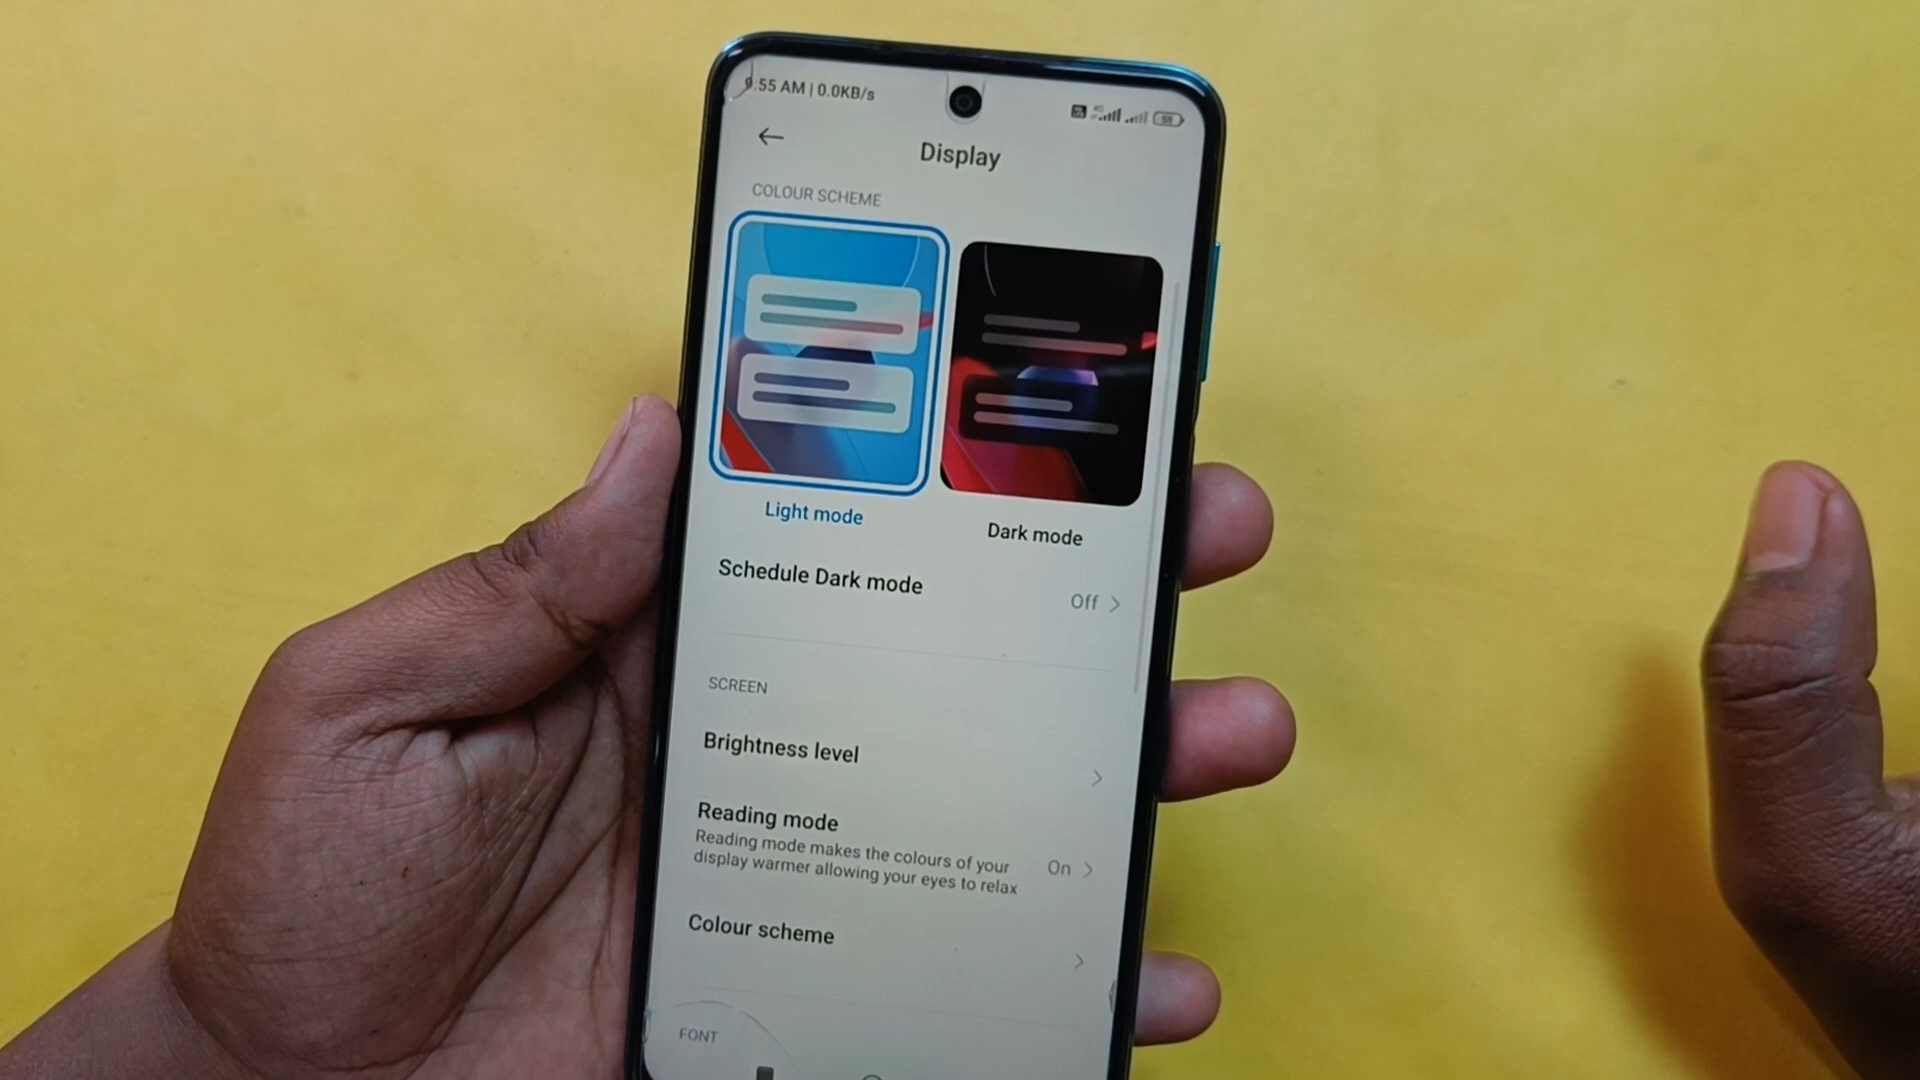 9:55 AM | 0.0KB/s
4G
58
Display
COLOUR SCHEME
Light mode
Dark mode
Schedule Dark mode
Off
SCREEN
Brightness level
Reading mode
Reading mode makes the colours of your
display warmer allowing your eyes to relax
On
Colour scheme
FONT